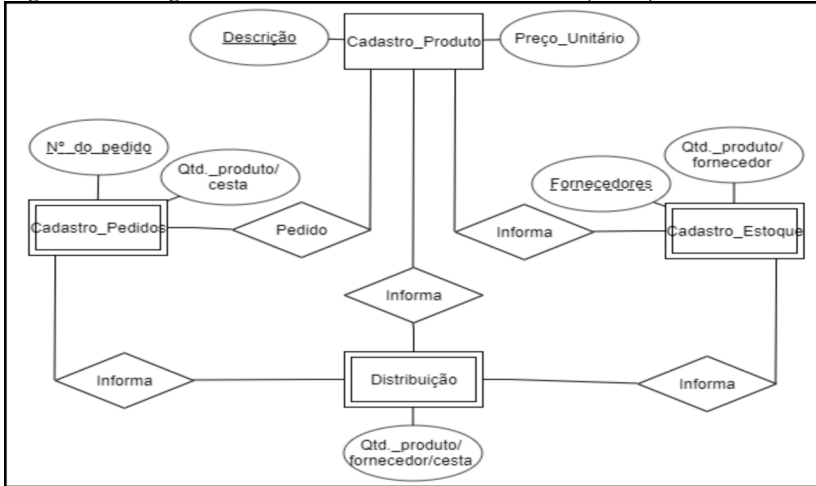 Descrição
Cadastro_Produto
Preço_Unitário
Nº_do_pedido
Qtd._produto/
cesta
Qtd._produto/
fornecedor
Fornecedores
Cadastro_Pedidos
Pedido
Informa
Cadastro_Estoque
Informa
Informa
Distribuição
Informa
Qtd._produto/
fornecedor/cesta